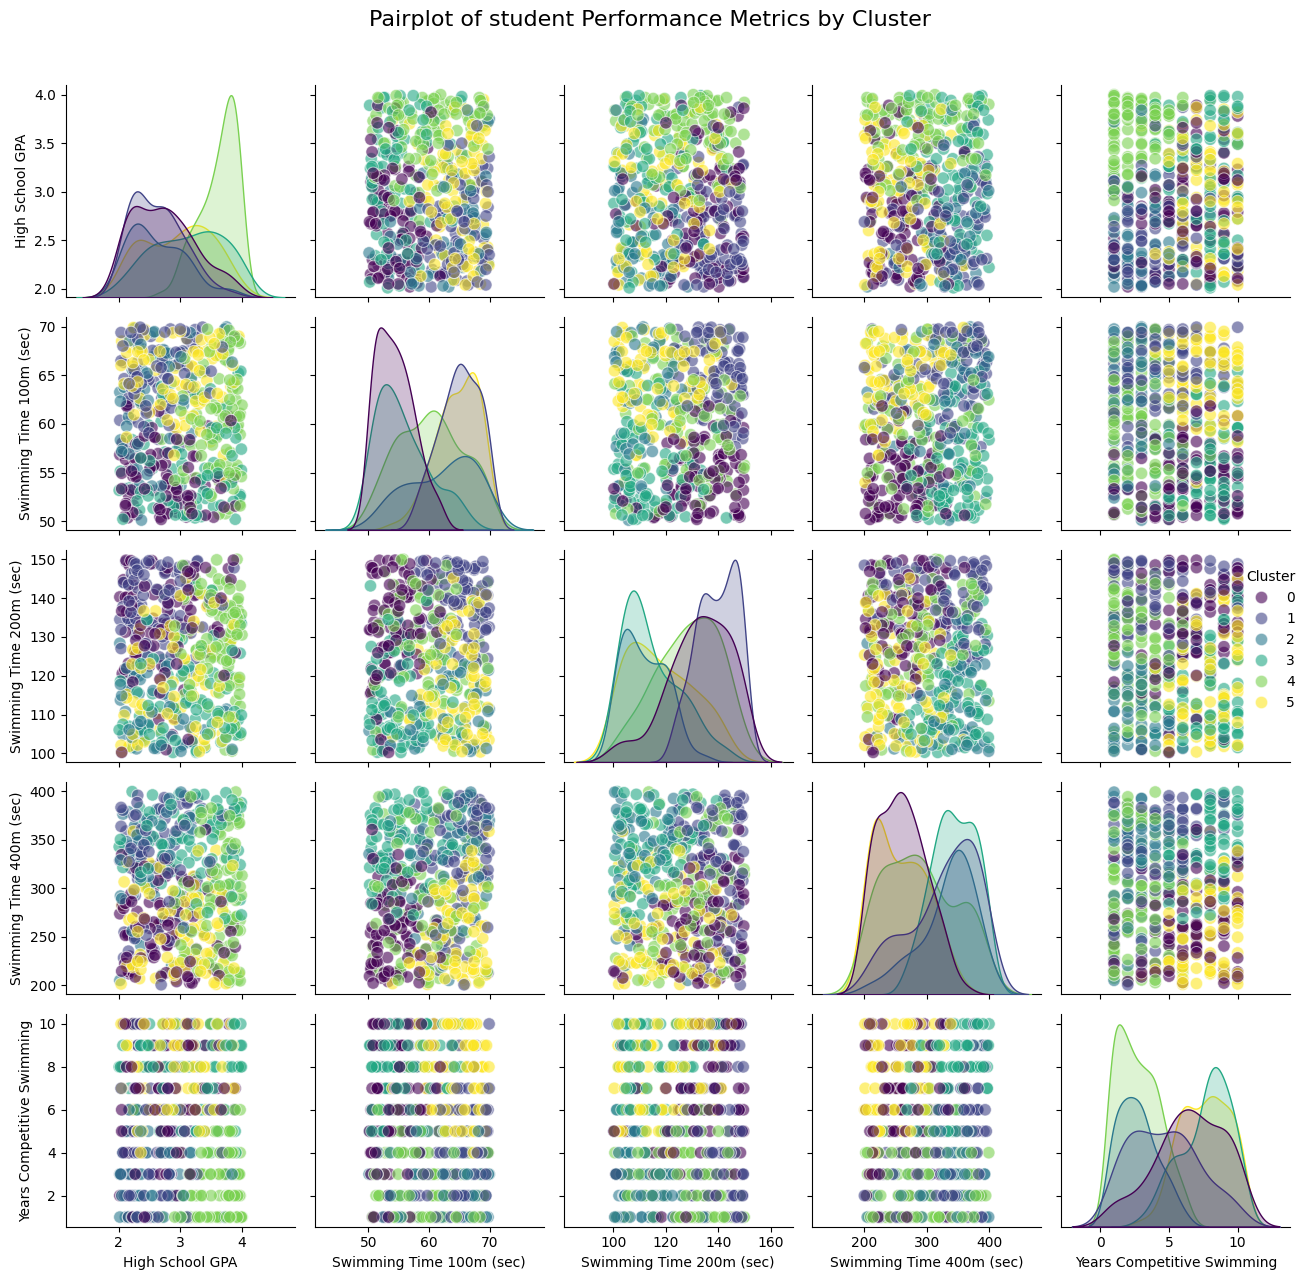 Pairplot of student Performance Metrics by Cluster
4.0
3.5
3.0
2.5
2.0
High School GPA
70
65
60
55
50
Swimming Time 100m (sec)
150
140
130
120
110
100
Swimming Time 200m (sec)
Cluster
0
1
2
3
4
5
400
350
300
250
200
Swimming Time 400m (sec)
10
8
6
4
2
Years Competitive Swimming
2 3 4
50 60 70
100 120 140 160
200 300 400
0 5 10
High School GPA
Swimming Time 100m (sec)
Swimming Time 200m (sec)
Swimming Time 400m (sec)
Years Competitive Swimming